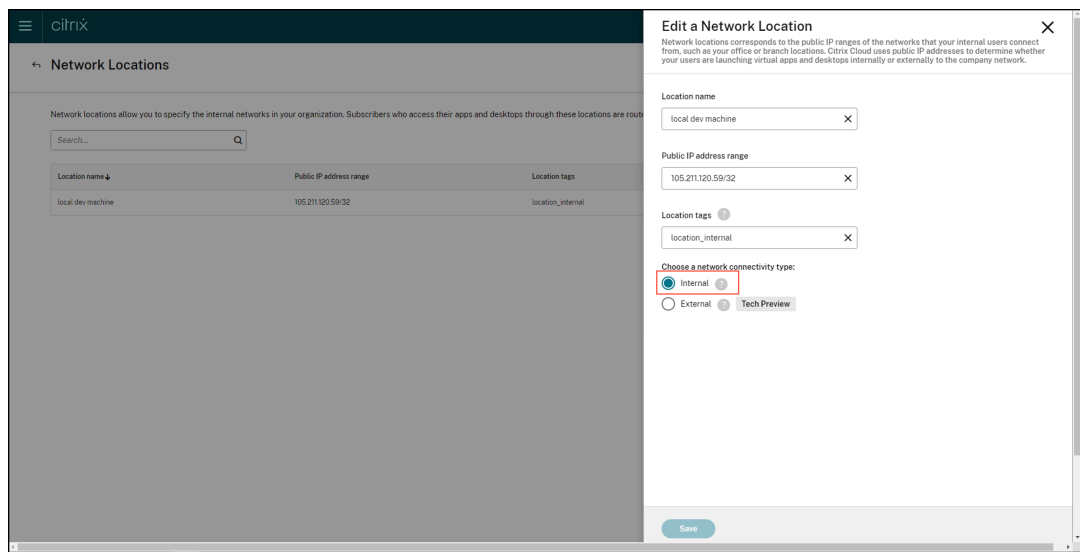 citrix
Network Locations
Network locations allow you to specify the internal networks in your organization. Subscribers who access their apps and desktops through these locations are route
Search...
Location name↓ Public IP address range Location tags
local dev machine 105.211.120.59/32 location_internal
Edit a Network Location
Network locations corresponds to the public IP ranges of the networks that your internal users connect
from, such as your office or branch locations. Citrix Cloud uses public IP addresses to determine whether
your users are launching virtual apps and desktops internally or externally to the company network.
Location name
local dev machine
Public IP address range
105.211.120.59/32
Location tags ?
location_internal
Choose a network connectivity type:
Internal ?
External ? Tech Preview
Save